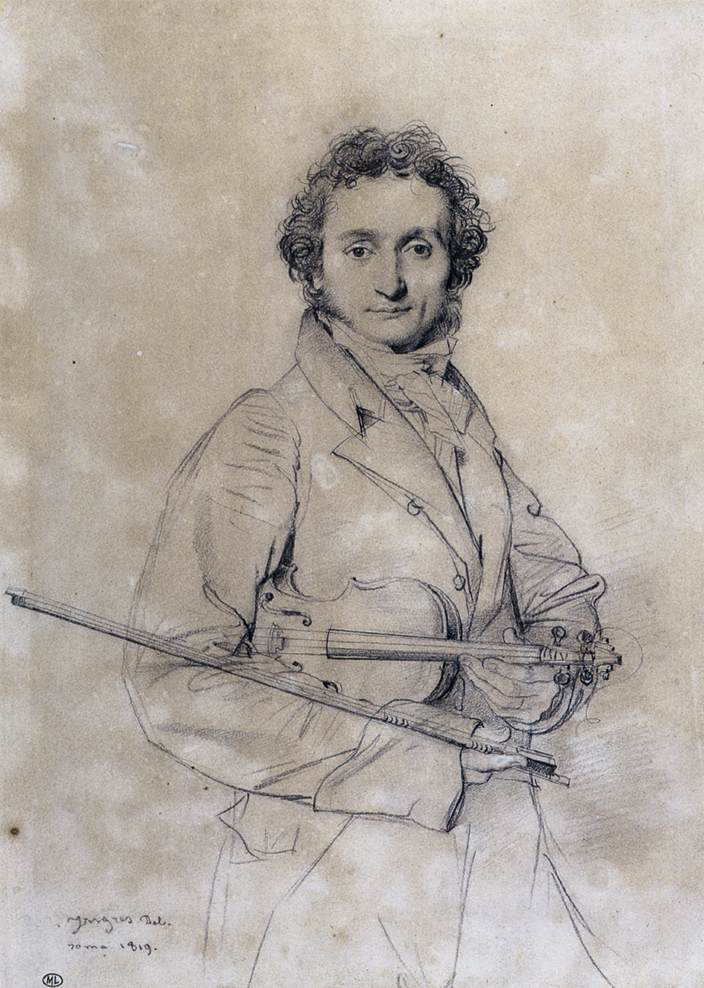 Ingres Del.
roma 1819.
ML